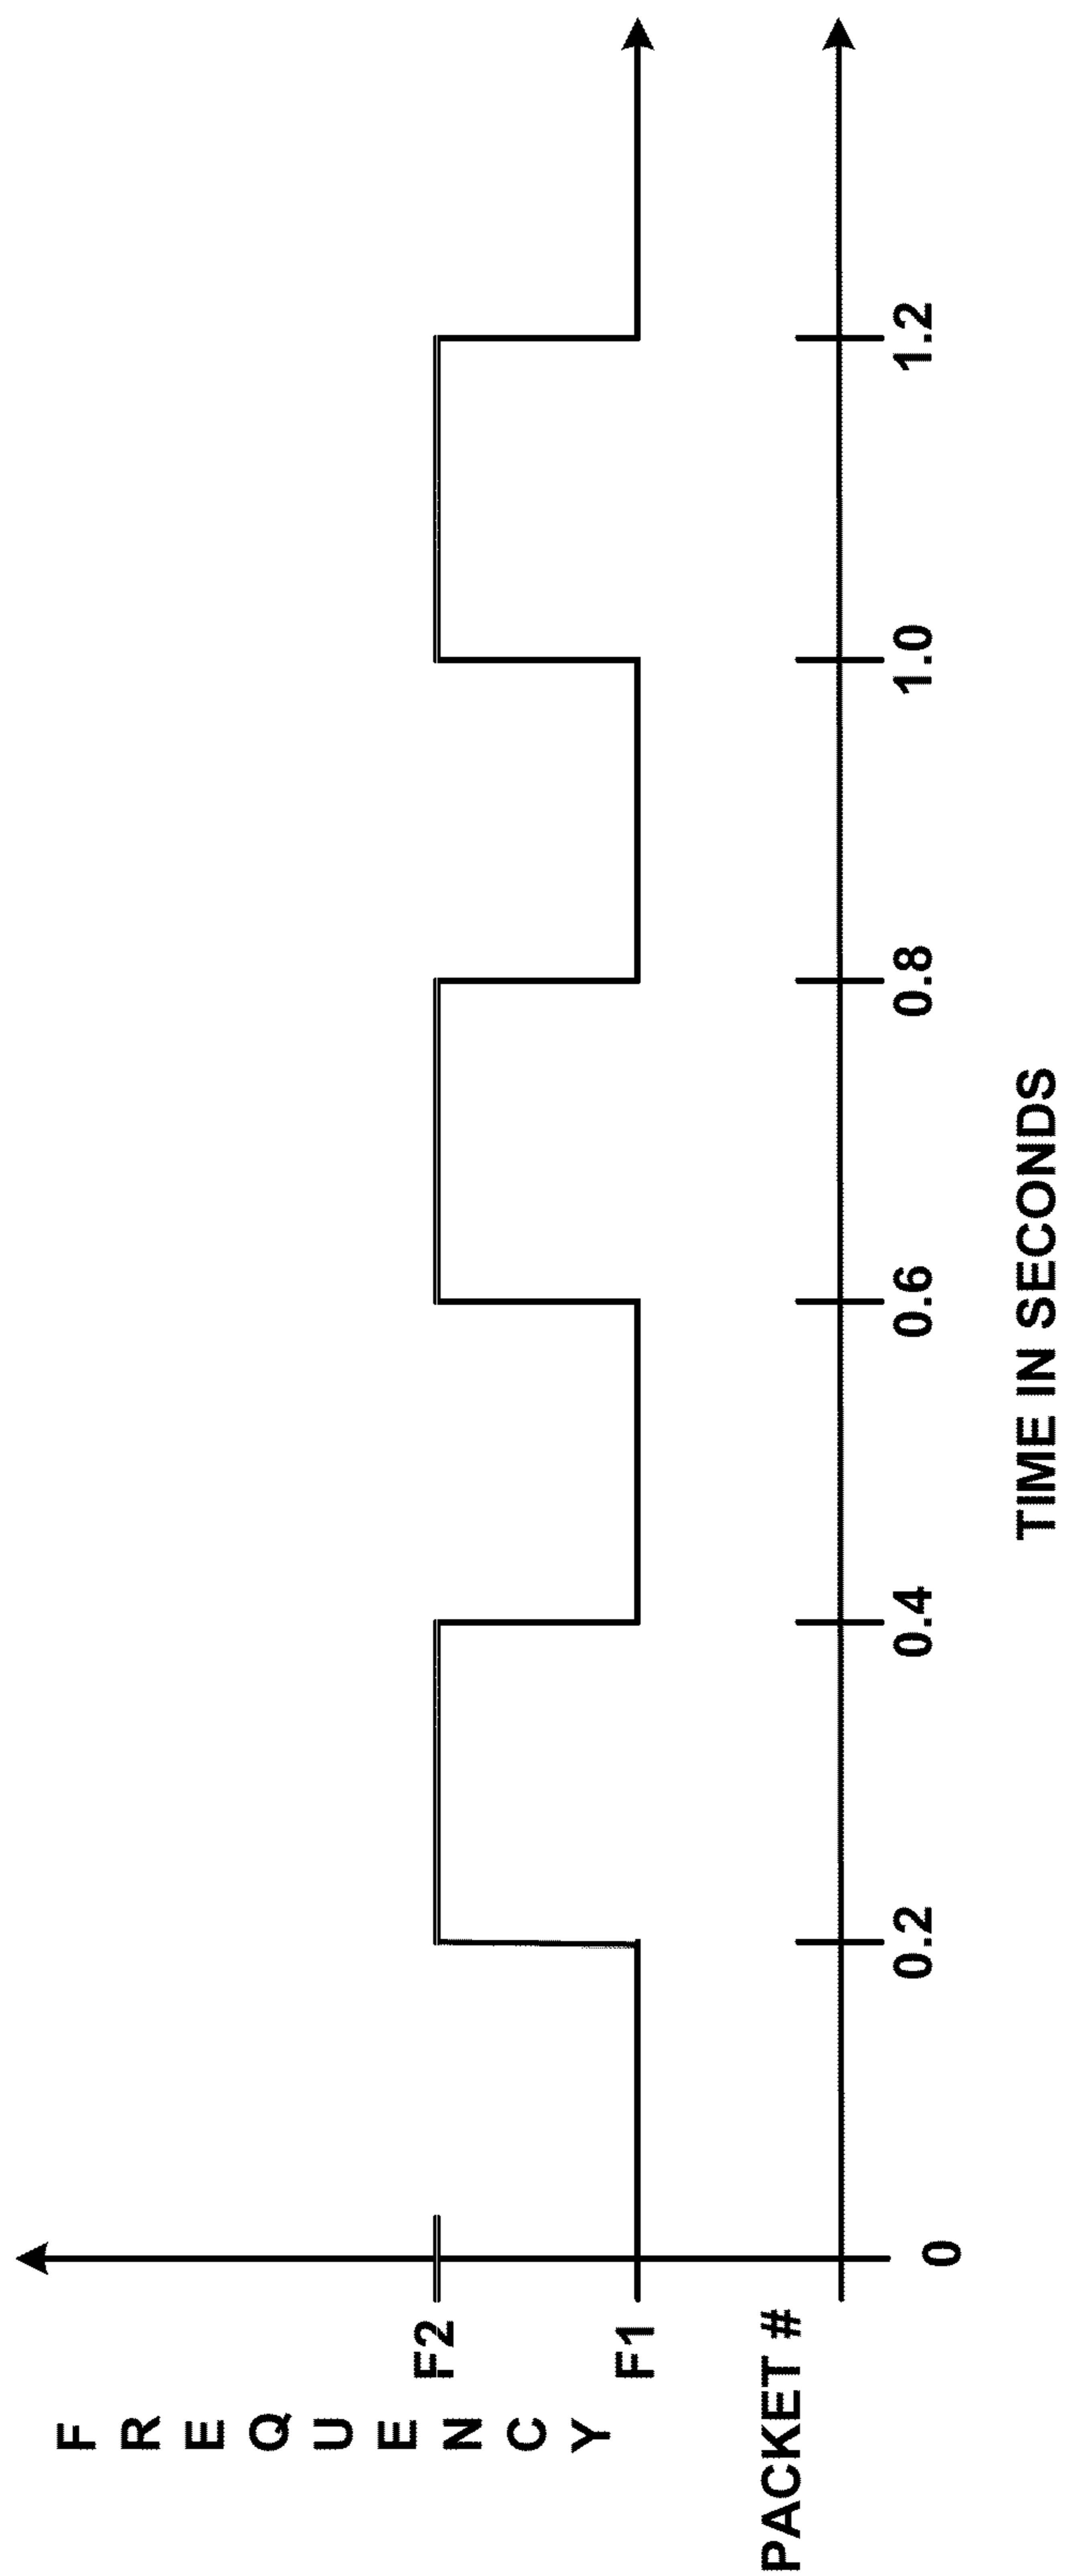 FREQUENCY
F2
F1
PACKET #
0 0.2 0.4 0.6 0.8 1.0 1.2
TIME IN SECONDS